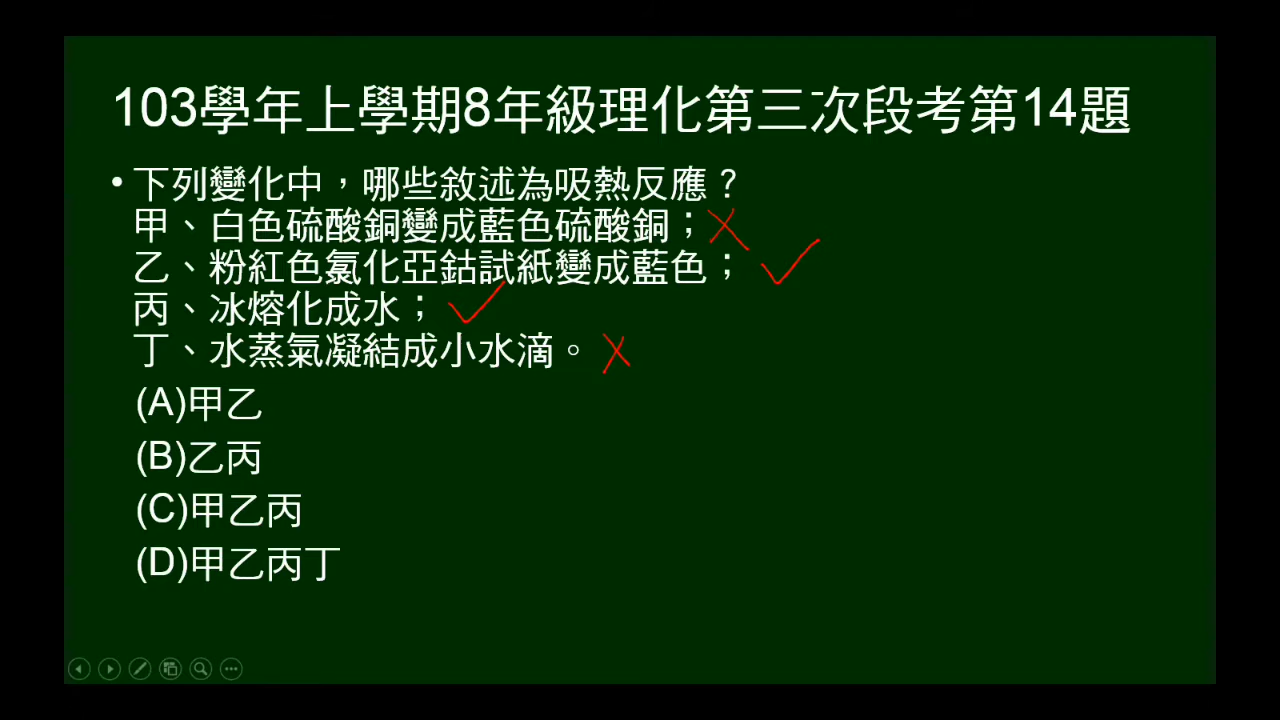 103學年上學期8年級理化第三次段考第14題
•下列變化中，哪些敘述為吸熱反應？
甲、白色硫酸銅變成藍色硫酸銅；
乙、粉紅色氯化亞鈷試紙變成藍色；
丙、冰熔化成水；
丁、水蒸氣凝結成小水滴。
(A)甲乙
(B)乙丙
(C)甲乙丙
(D)甲乙丙丁